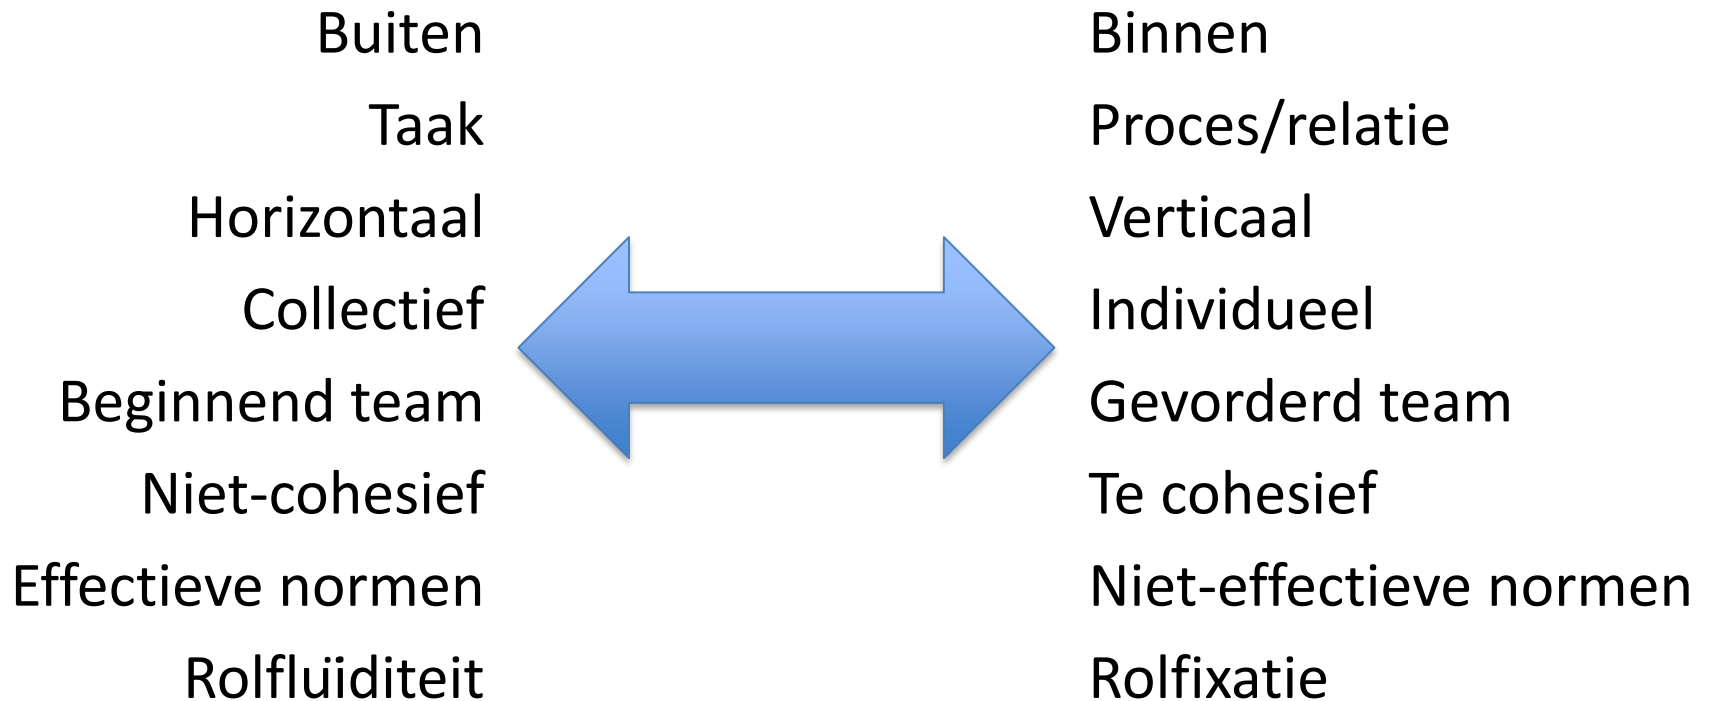 Buiten Binnen
Taak Proces/relatie
Horizontaal Verticaal
Collectief Individueel
Beginnend team Gevorderd team
Niet-cohesief Te cohesief
Effectieve normen Niet-effectieve normen
Rolfluïditeit Rolfixatie